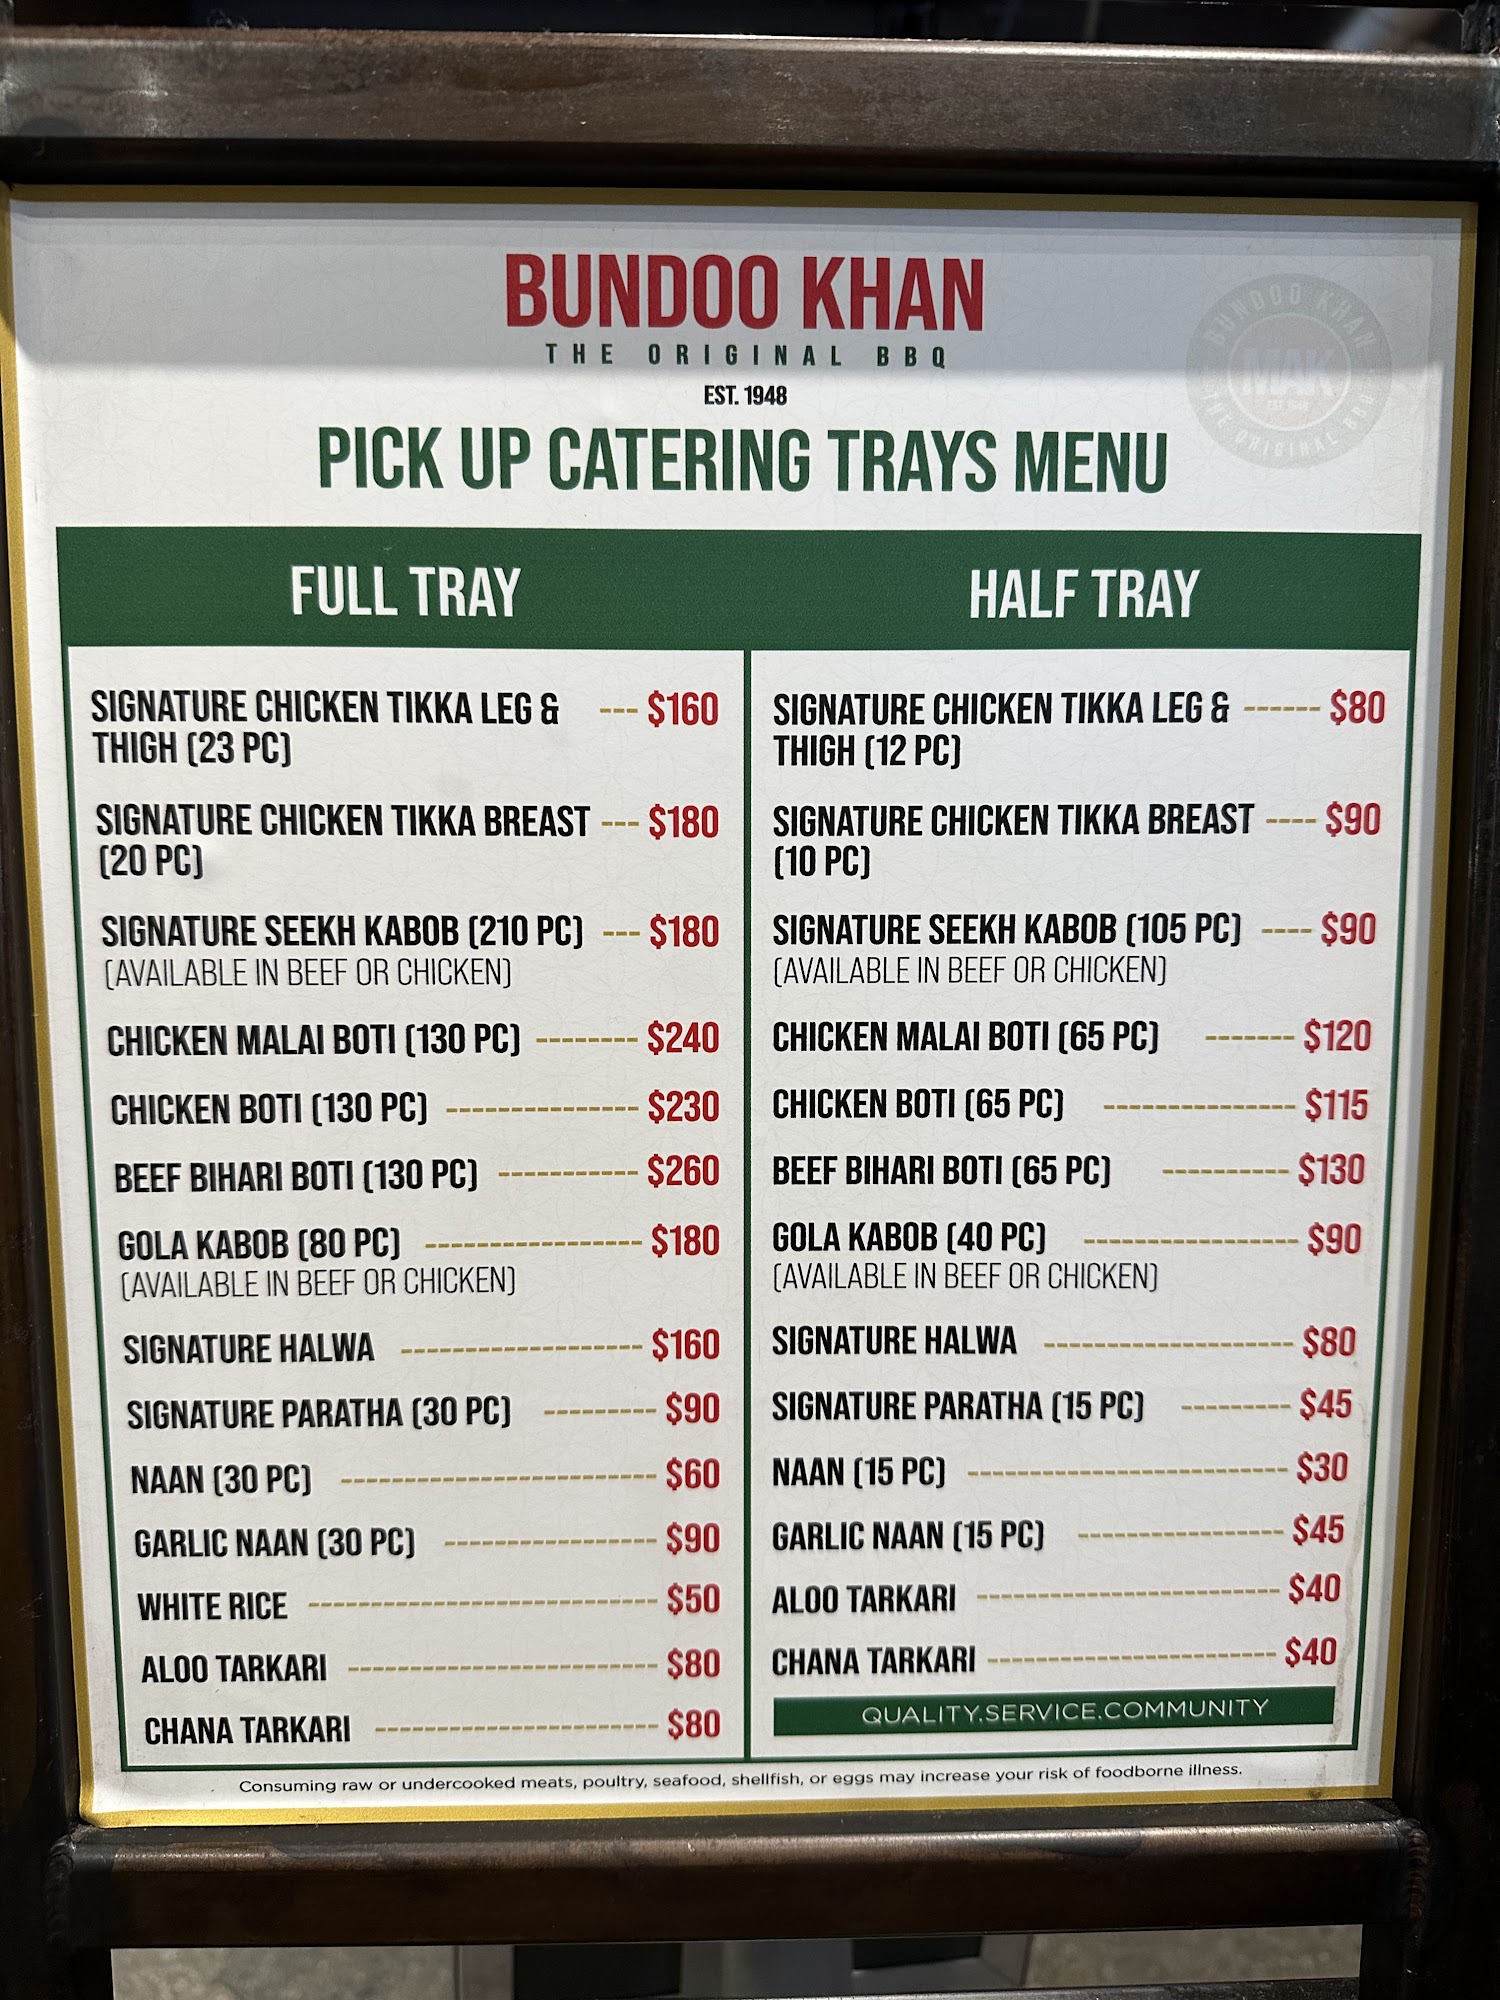 BUNDOO KHAN
THE ORIGINAL BBQ
EST. 1948
BUNDOO KHAN
MAK
EST 1948
THE ORIGINAL BBQ
PICK UP CATERING TRAYS MENU
FULL TRAY
SIGNATURE CHICKEN TIKKA LEG & --- $160
THIGH (23 PC)
SIGNATURE CHICKEN TIKKA BREAST --- $180
(20 PC)
SIGNATURE SEEKH KABOB (210 PC) --- $180
(AVAILABLE IN BEEF OR CHICKEN)
CHICKEN MALAI BOTI (130 PC) -------- $240
CHICKEN BOTI (130 PC) --------------- $230
BEEF BIHARI BOTI (130 PC) ----------- $260
GOLA KABOB (80 PC) ----------------- $180
(AVAILABLE IN BEEF OR CHICKEN)
SIGNATURE HALWA ------------------- $160
SIGNATURE PARATHA (30 PC) --------- $90
NAAN (30 PC) ------------------------- $60
GARLIC NAAN (30 PC) ----------------- $90
WHITE RICE ---------------------------- $50
ALOO TARKARI ------------------------- $80
CHANA TARKARI ----------------------- $80
HALF TRAY
SIGNATURE CHICKEN TIKKA LEG & ------ $80
THIGH (12 PC)
SIGNATURE CHICKEN TIKKA BREAST ---- $90
(10 PC)
SIGNATURE SEEKH KABOB (105 PC) ---- $90
(AVAILABLE IN BEEF OR CHICKEN)
CHICKEN MALAI BOTI (65 PC) ------- $120
CHICKEN BOTI (65 PC) --------------- $115
BEEF BIHARI BOTI (65 PC) ---------- $130
GOLA KABOB (40 PC) ----------------- $90
(AVAILABLE IN BEEF OR CHICKEN)
SIGNATURE HALWA -------------------- $80
SIGNATURE PARATHA (15 PC) --------- $45
NAAN (15 PC) -------------------------- $30
GARLIC NAAN (15 PC) ----------------- $45
ALOO TARKARI ------------------------- $40
CHANA TARKARI ------------------------ $40
QUALITY.SERVICE.COMMUNITY
Consuming raw or undercooked meats, poultry, seafood, shellfish, or eggs may increase your risk of foodborne illness.